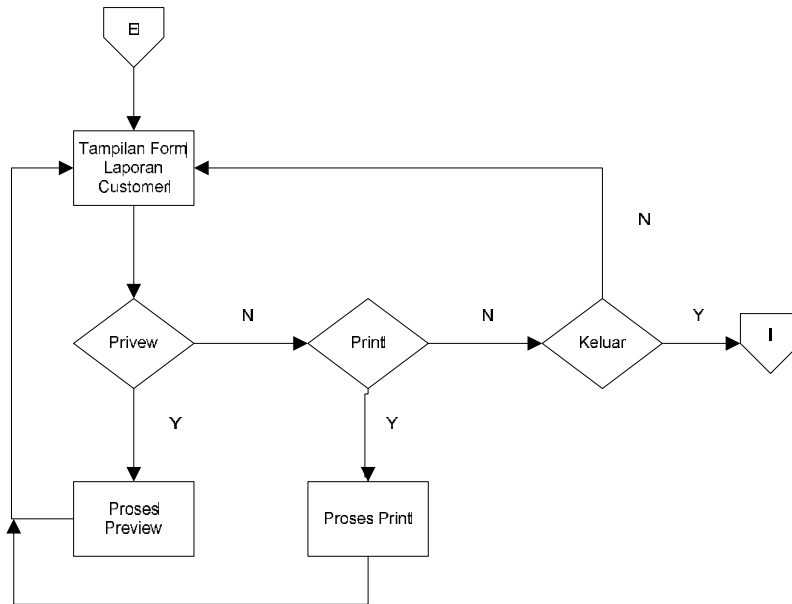 E
Tampilan Form
Laporan
Customer
N
Privew
N
Print
N
Keluar
Y
I
Y
Y
Proses
Preview
Proses Print